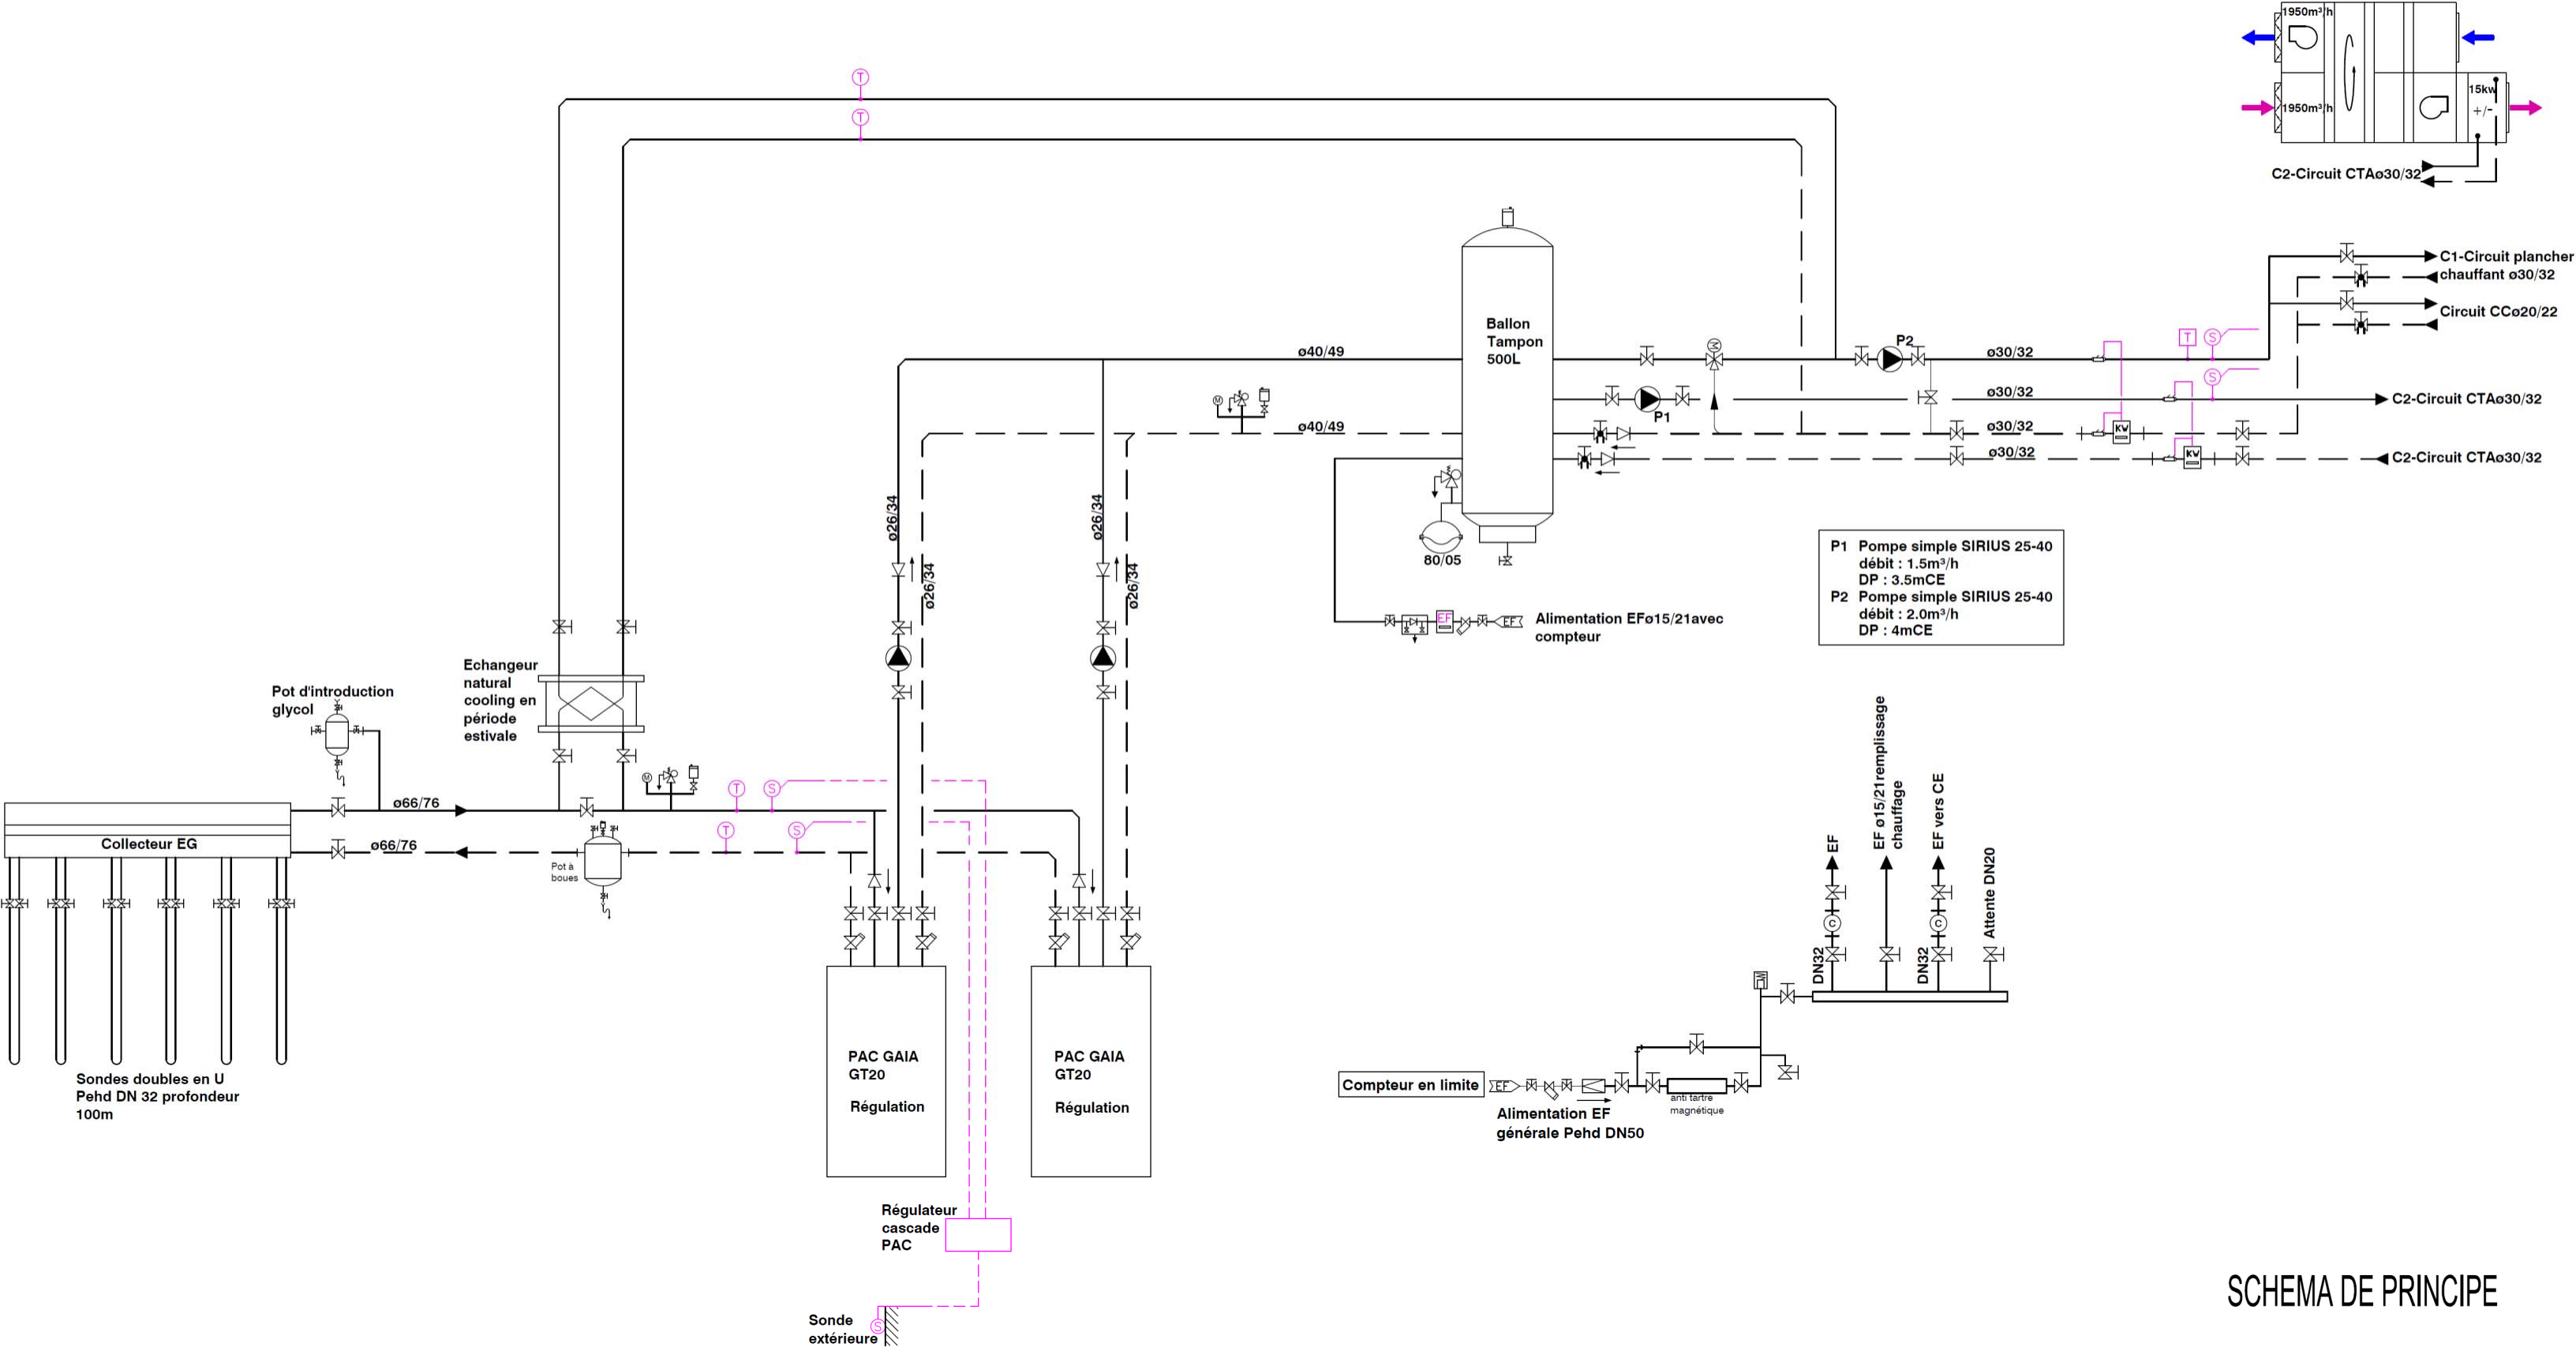 1950m³/h
1950m³/h
15kw
+/-
C2-Circuit CTAø30/32
T
T
C1-Circuit plancher
chauffant ø30/32
Circuit CCø20/22
Ballon
Tampon
500L
M
P2
T
S
ø40/49
ø30/32
S
ø30/32
C2-Circuit CTAø30/32
P1
M
ø40/49
ø30/32
KW
ø30/32
KW
C2-Circuit CTAø30/32
ø26/34
ø26/34
ø26/34
ø26/34
80/05
P1 Pompe simple SIRIUS 25-40
débit : 1.5m³/h
DP : 3.5mCE
P2 Pompe simple SIRIUS 25-40
débit : 2.0m³/h
DP : 4mCE
EF
EF
Alimentation EFø15/21avec
compteur
Echangeur
natural
cooling en
période
estivale
Pot d'introduction
glycol
M
T
S
ø66/76
T
S
Collecteur EG
ø66/76
Pot à
boues
EF
EF ø15/21remplissage
chauffage
EF vers CE
Attente DN20
C
C
DN32
DN32
Sondes doubles en U
Pehd DN 32 profondeur
100m
PAC GAIA
GT20
Régulation
PAC GAIA
GT20
Régulation
Compteur en limite
EF
anti tartre
magnétique
Alimentation EF
générale Pehd DN50
Régulateur
cascade
PAC
Sonde
extérieure
S
SCHEMA DE PRINCIPE